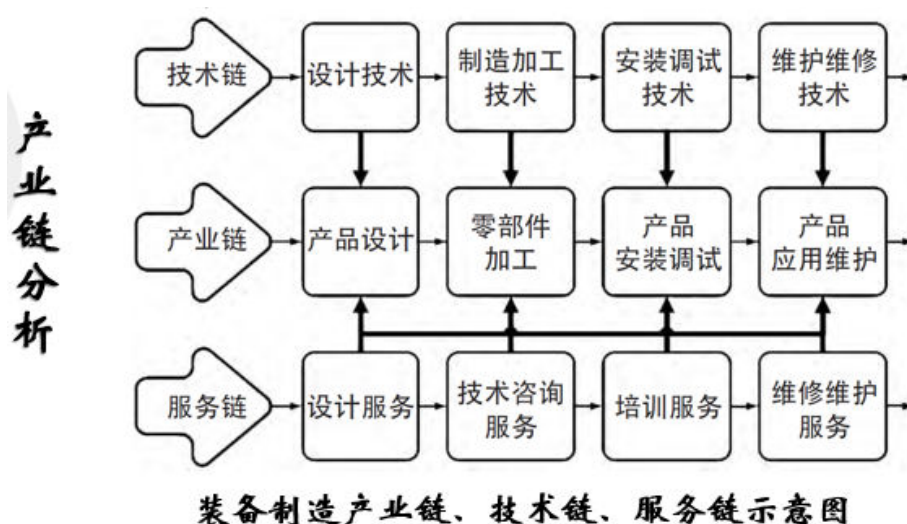 产业链分析
技术链
设计技术
制造加工
技术
安装调试
技术
维护维修
技术
产业链
产品设计
零部件
加工
产品
安装调试
产品
应用维护
服务链
设计服务
技术咨询
服务
培训服务
维修维护
服务
装备制造产业链、技术链、服务链示意图